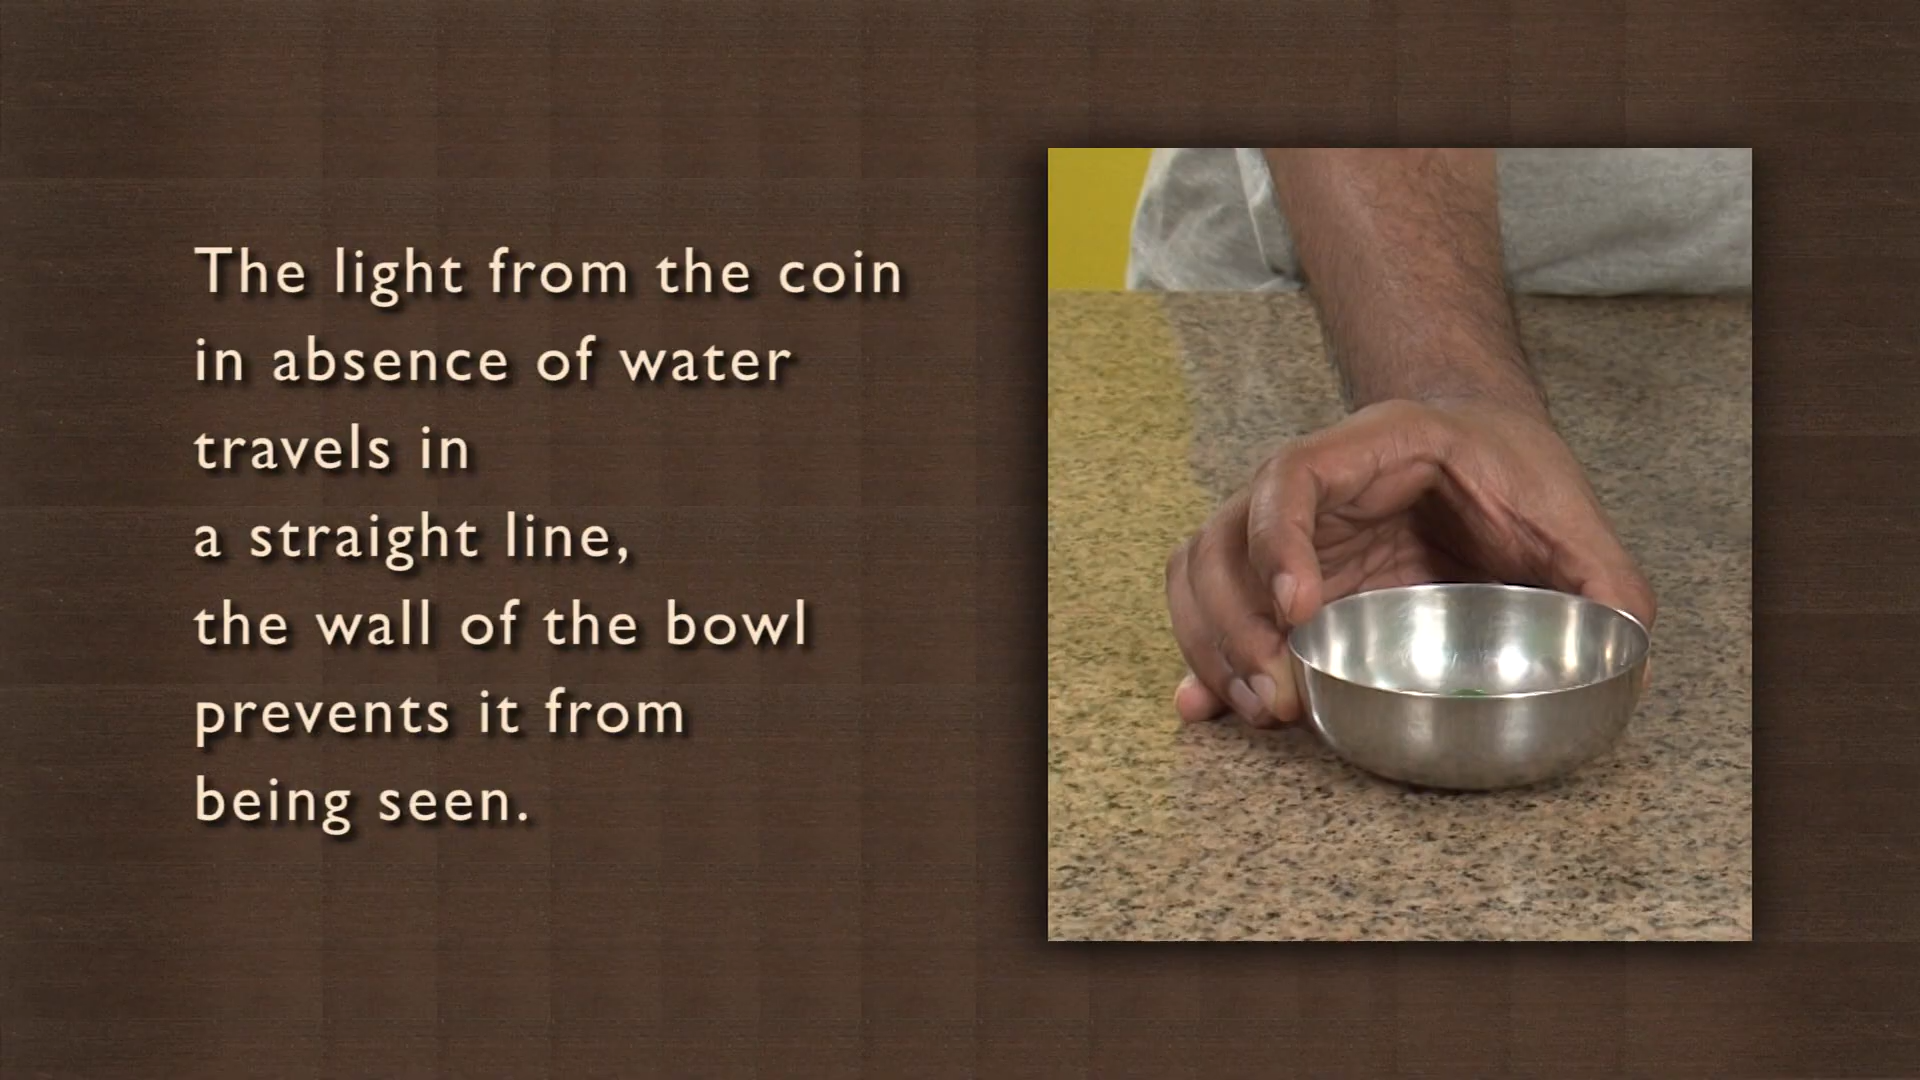 The light from the coin
in absence of water
travels in
a straight line,
the wall of the bowl
prevents it from
being seen.